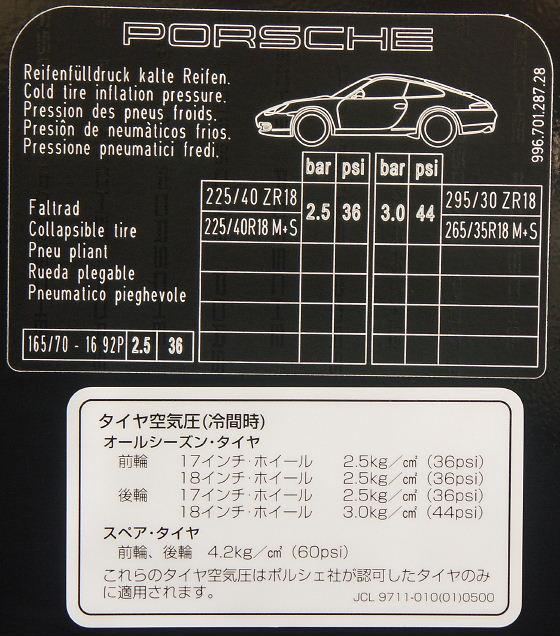 PORSCHE
Reifenfülldruck kalte Reifen.
Cold tire inflation pressure.
Pression des pneus froids.
Presiôn de neumàticos frios.
Pressione pneumatici fredi.
996.701.287.28
bar psi bar psi
225/40 ZR18 2.5 36 3.0 44 295/30 ZR18
225/40R18 M+S 265/35R18 M+S
Faltrad
Collapsible tire
Pneu pliant
Rueda plegable
Pneumatico pieghevole
165/70 - 16 92P 2.5 36
タイヤ空気圧(冷間時)
オールシーズン・タイヤ
前輪 17インチ・ホイール 2.5kg/㎠ (36psi)
18インチ・ホイール 2.5kg/㎠ (36psi)
後輪 17インチ・ホイール 2.5kg/㎠ (36psi)
18インチ・ホイール 3.0kg/㎠ (44psi)
スペア・タイヤ
前輪、後輪 4.2kg/㎠ (60psi)
これらのタイヤ空気圧はポルシェ社が認可したタイヤのみ
に適用されます。
JCL 9711-010(01)0500